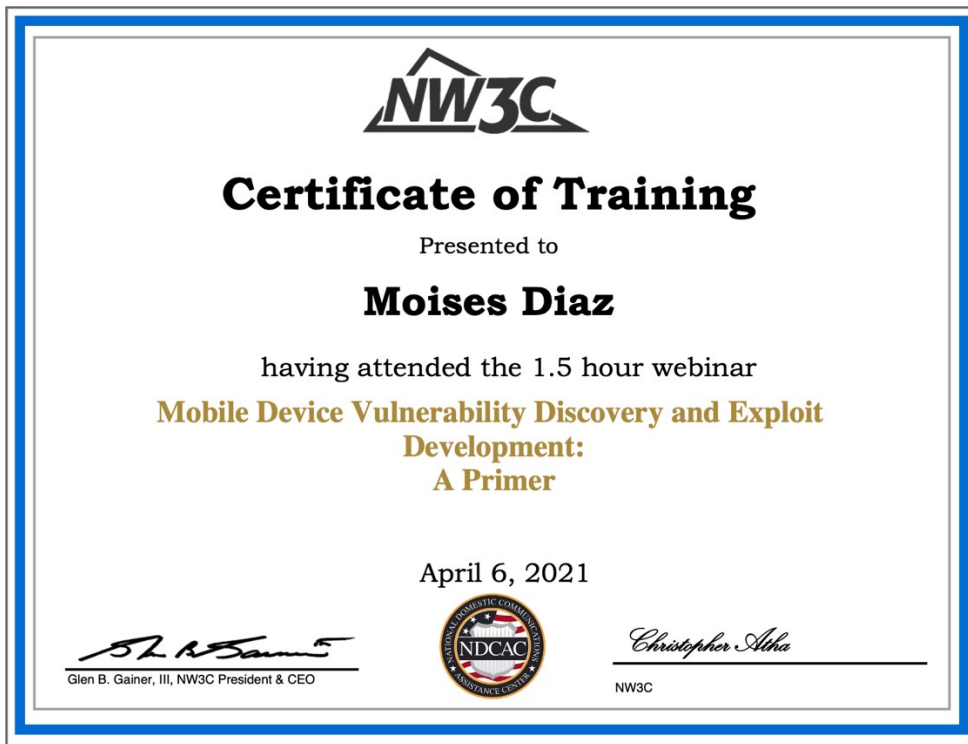 NW3C
Certificate of Training
Presented to
Moises Diaz
having attended the 1.5 hour webinar
Mobile Device Vulnerability Discovery and Exploit
Development:
A Primer
April 6, 2021
NATIONAL DOMESTIC COMMUNICATIONS
NDCAC
ASSISTANCE CENTER
Christopher Atha
Glen B. Gainer, III, NW3C President & CEO
NW3C